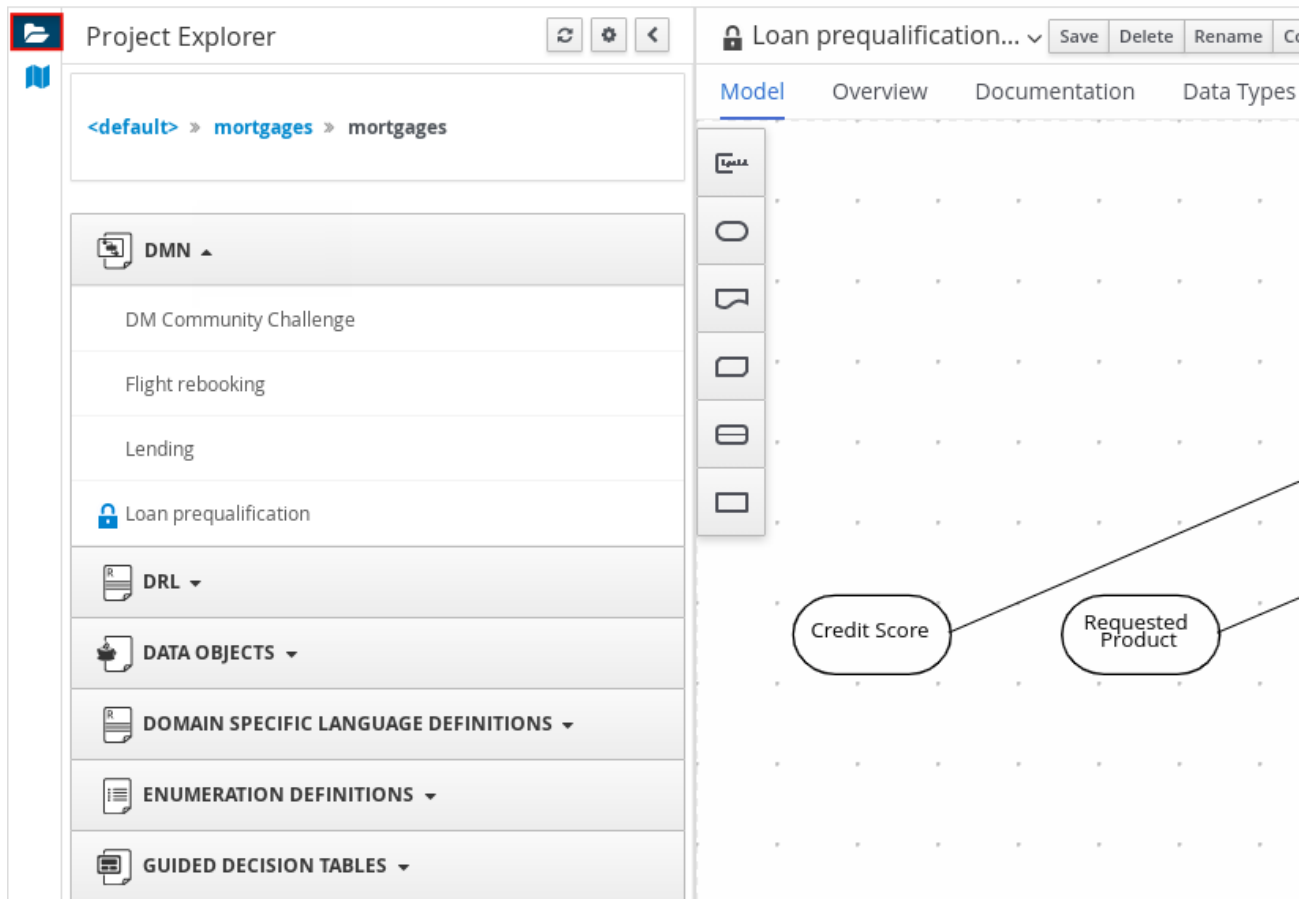 Project Explorer
<default> » mortgages » mortgages
DMN
DM Community Challenge
Flight rebooking
Lending
Loan prequalification
DRL
DATA OBJECTS
DOMAIN SPECIFIC LANGUAGE DEFINITIONS
ENUMERATION DEFINITIONS
GUIDED DECISION TABLES
Loan prequalification...
Save Delete Rename Co
Model Overview Documentation Data Types
Credit Score
Requested
Product